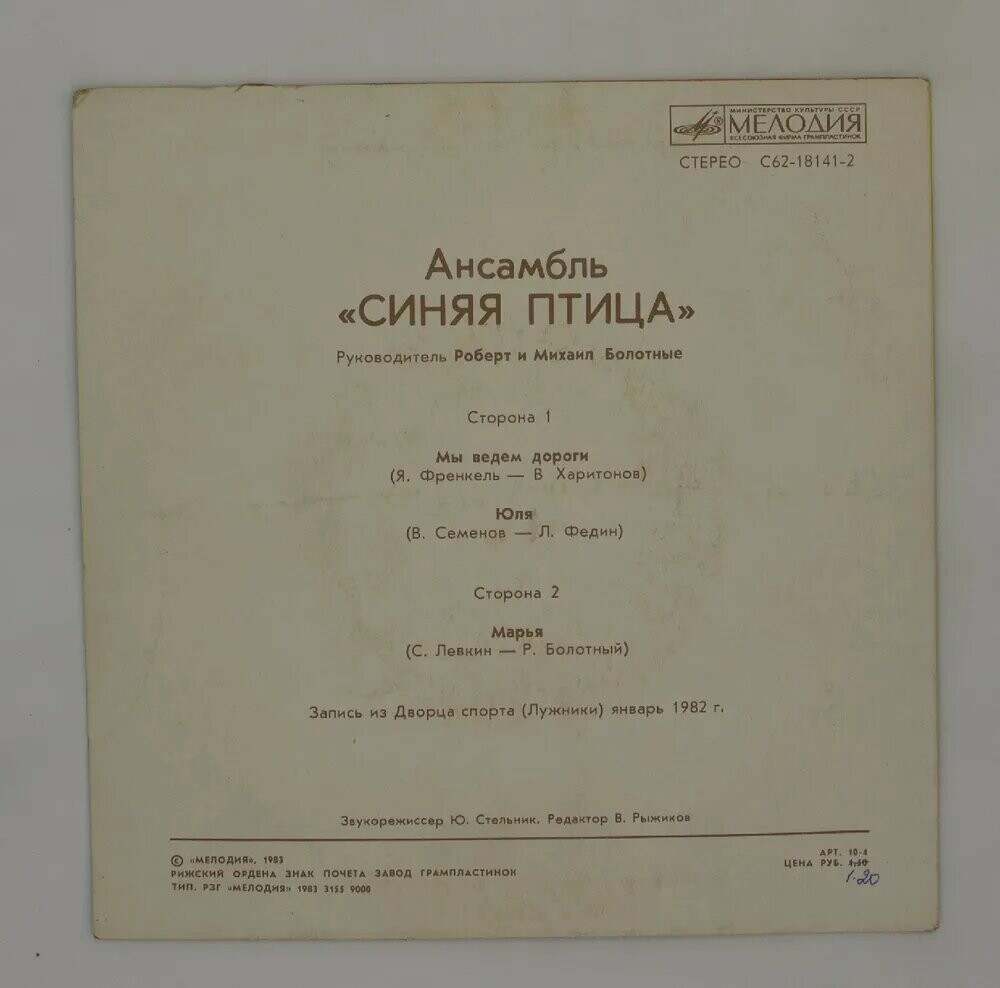 МИНИСТЕРСТВО КУЛЬТУРЫ СССР
МЕЛОДИЯ
ВСЕСОЮЗНАЯ ФИРМА ГРАМПЛАСТИНОК
СТЕРЕО С62-18141-2
Ансамбль
«СИНЯЯ ПТИЦА»
Руководитель Роберт и Михаил Болотные
Сторона 1
Мы ведем дороги
(Я. Френкель — В Харитонов)
Юля
(В. Семенов — Л. Федин)
Сторона 2
Марья
(С. Левкин — Р. Болотный)
Запись из Дворца спорта (Лужники) январь 1982 г.
Звукорежиссер Ю. Стельник. Редактор В. Рыжиков
© «МЕЛОДИЯ», 1983
РИЖСКИЙ ОРДЕНА ЗНАК ПОЧЕТА ЗАВОД ГРАМПЛАСТИНОК
ТИП. РЗГ «МЕЛОДИЯ» 1983 3155 9000
АРТ. 10-4
ЦЕНА РУБ.
1-20